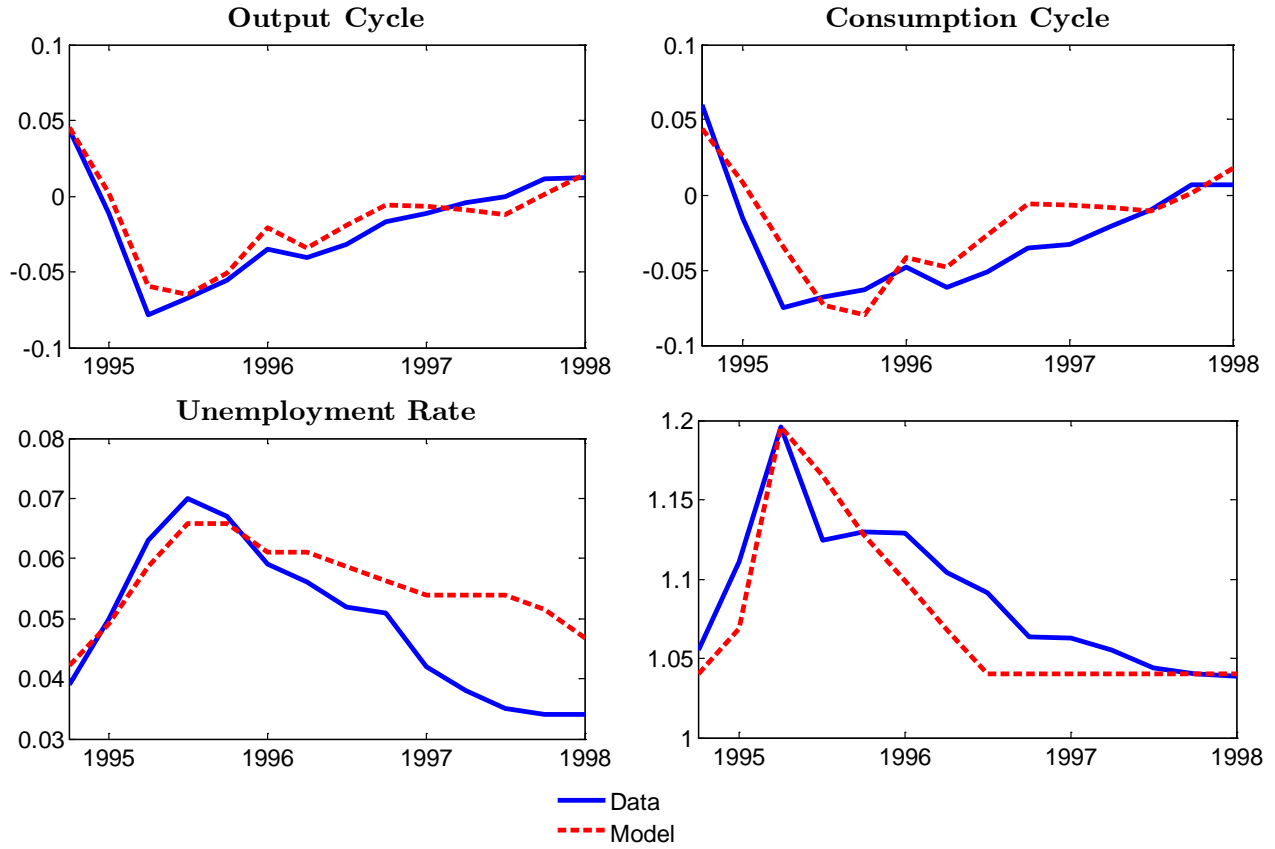 Output Cycle
0.1
0.05
0
-0.05
-0.1
1995 1996 1997 1998
Consumption Cycle
0.1
0.05
0
-0.05
-0.1
1995 1996 1997 1998
Unemployment Rate
0.08
0.07
0.06
0.05
0.04
0.03
1995 1996 1997 1998
1.2
1.15
1.1
1.05
1
1995 1996 1997 1998
Data
Model